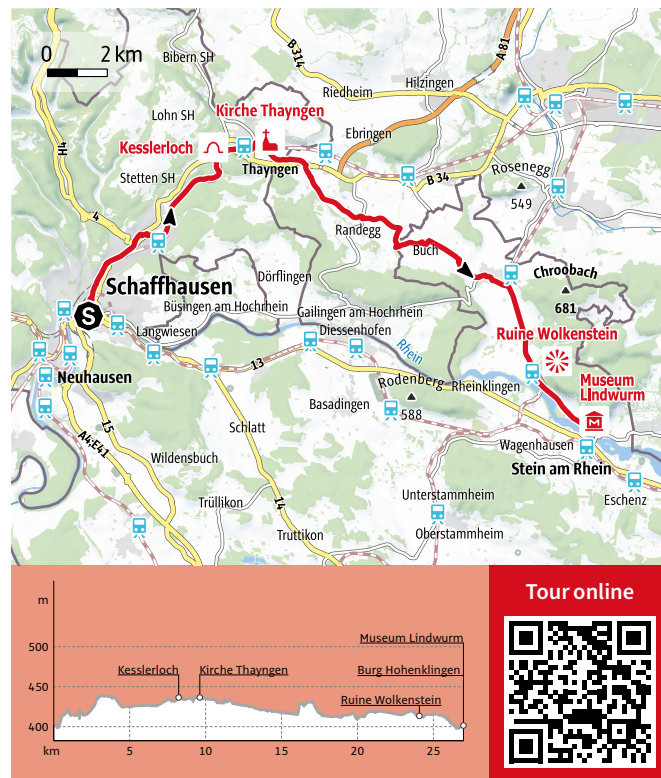 0 2 km
Bibern SH
B 314
A 81
Hilzingen
Riedheim
Lohn SH
Kirche Thayngen
Ebringen
H4
Kesslerloch
Thayngen
Stetten SH
B 34
Rosenegg
549
4
Randegg
Buch
Schaffhausen
Dörflingen
Chroobach
681
Büsingen am Hochrhein
Gailingen am Hochrhein
S
Langwiesen
Diessenhofen
Rhein
Ruine Wolkenstein
13
Neuhausen
Rodenberg
588
Rheinklingen
Museum
Lindwurm
Basadingen
15
A4;E41
Schlatt
Wagenhausen
Stein am Rhein
Wildensbuch
Eschenz
14
Trüllikon
Unterstammheim
Truttikon
Oberstammheim
m
500
450
400
Museum Lindwurm
Kesslerloch
Kirche Thayngen
Burg Hohenklingen
Ruine Wolkenstein
km 5 10 15 20 25
Tour online